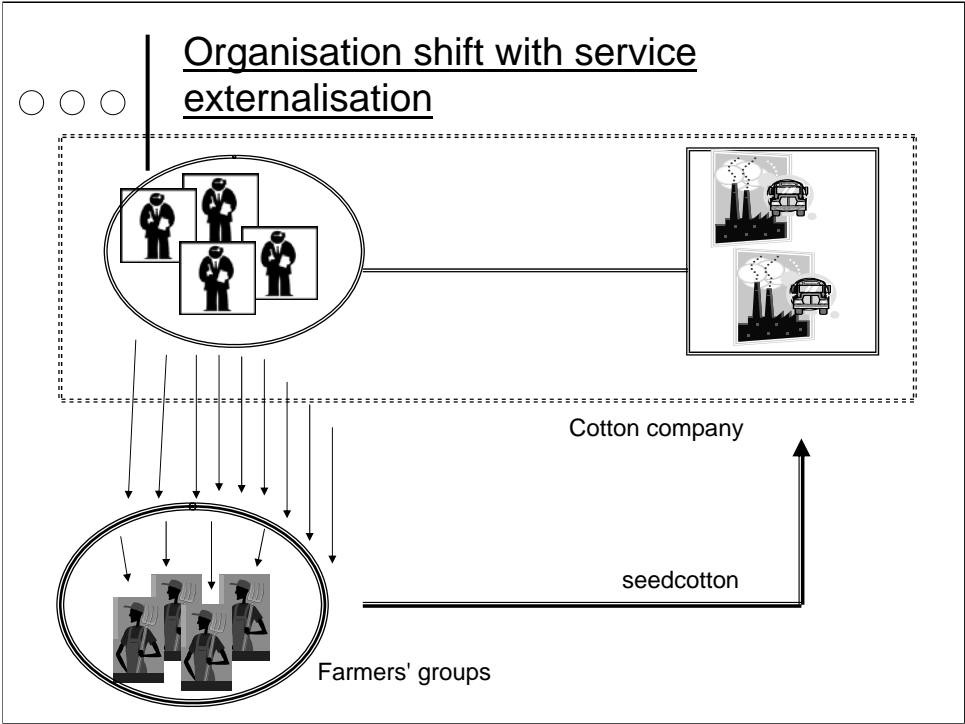 Organisation shift with service
externalisation
Cotton company
seedcotton
Farmers' groups